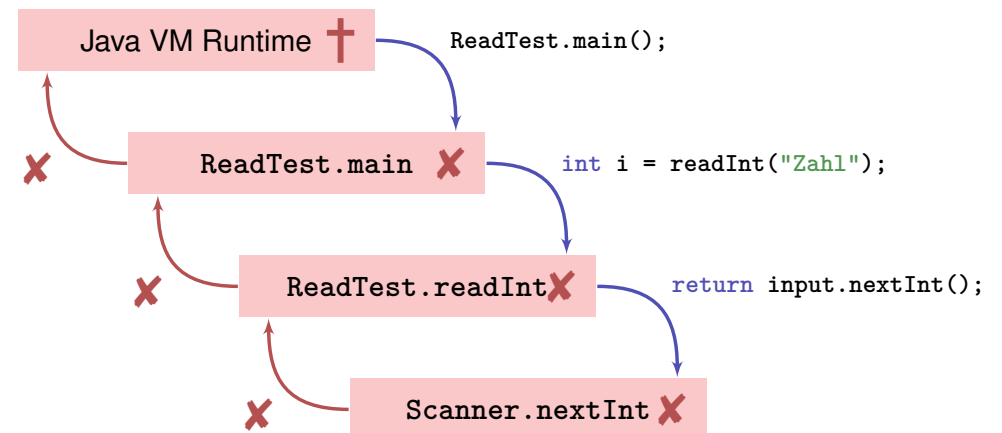 Java VM Runtime †
ReadTest.main();
ReadTest.main ✘
int i = readInt("Zahl");
✘
ReadTest.readInt ✘
return input.nextInt();
✘
Scanner.nextInt ✘
✘